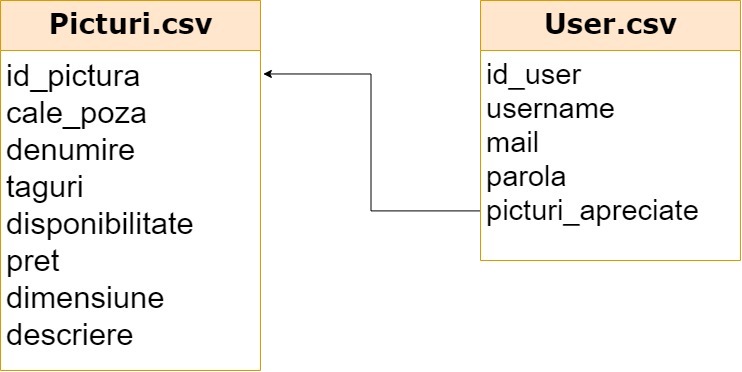 Picturi.csv
id_pictura
cale_poza
denumire
taguri
disponibilitate
pret
dimensiune
descriere
User.csv
id_user
username
mail
parola
picturi_apreciate